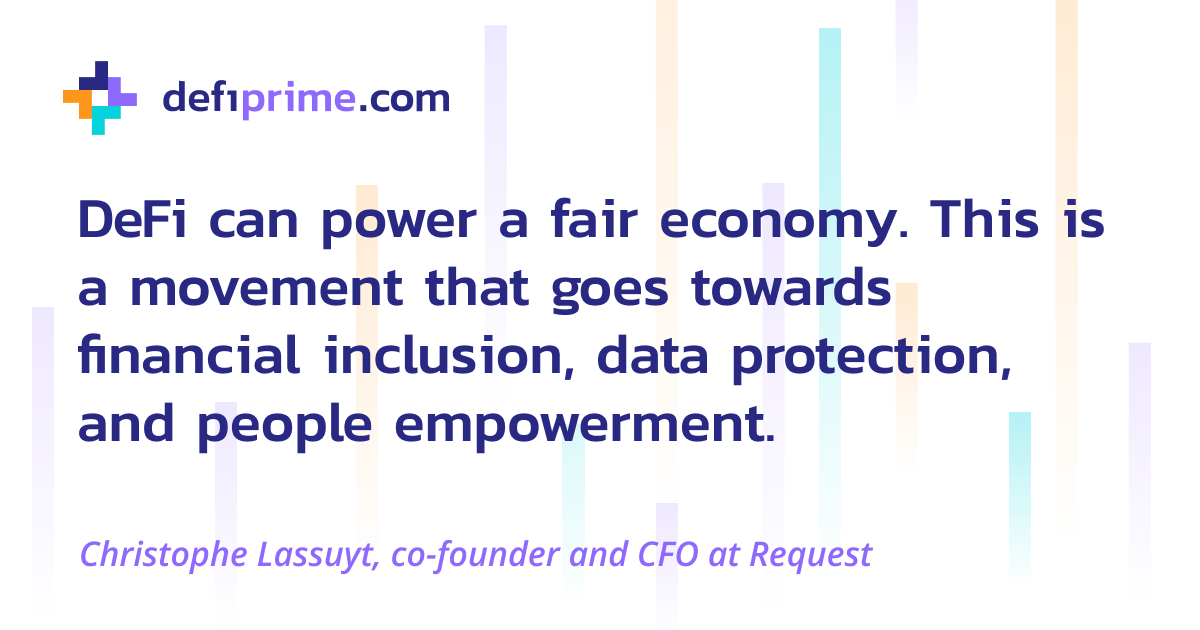 defiprime.com
DeFi can power a fair economy. This is
a movement that goes towards
financial inclusion, data protection,
and people empowerment.
Christophe Lassuyt, co-founder and CFO at Request